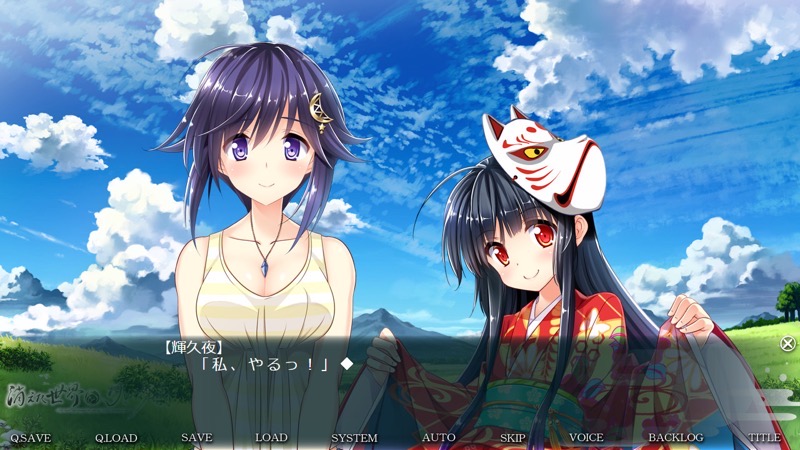 【輝久夜】
「私、やるっ！」◆
Q.SAVE Q.LOAD SAVE LOAD SYSTEM AUTO SKIP VOICE BACKLOG TITLE